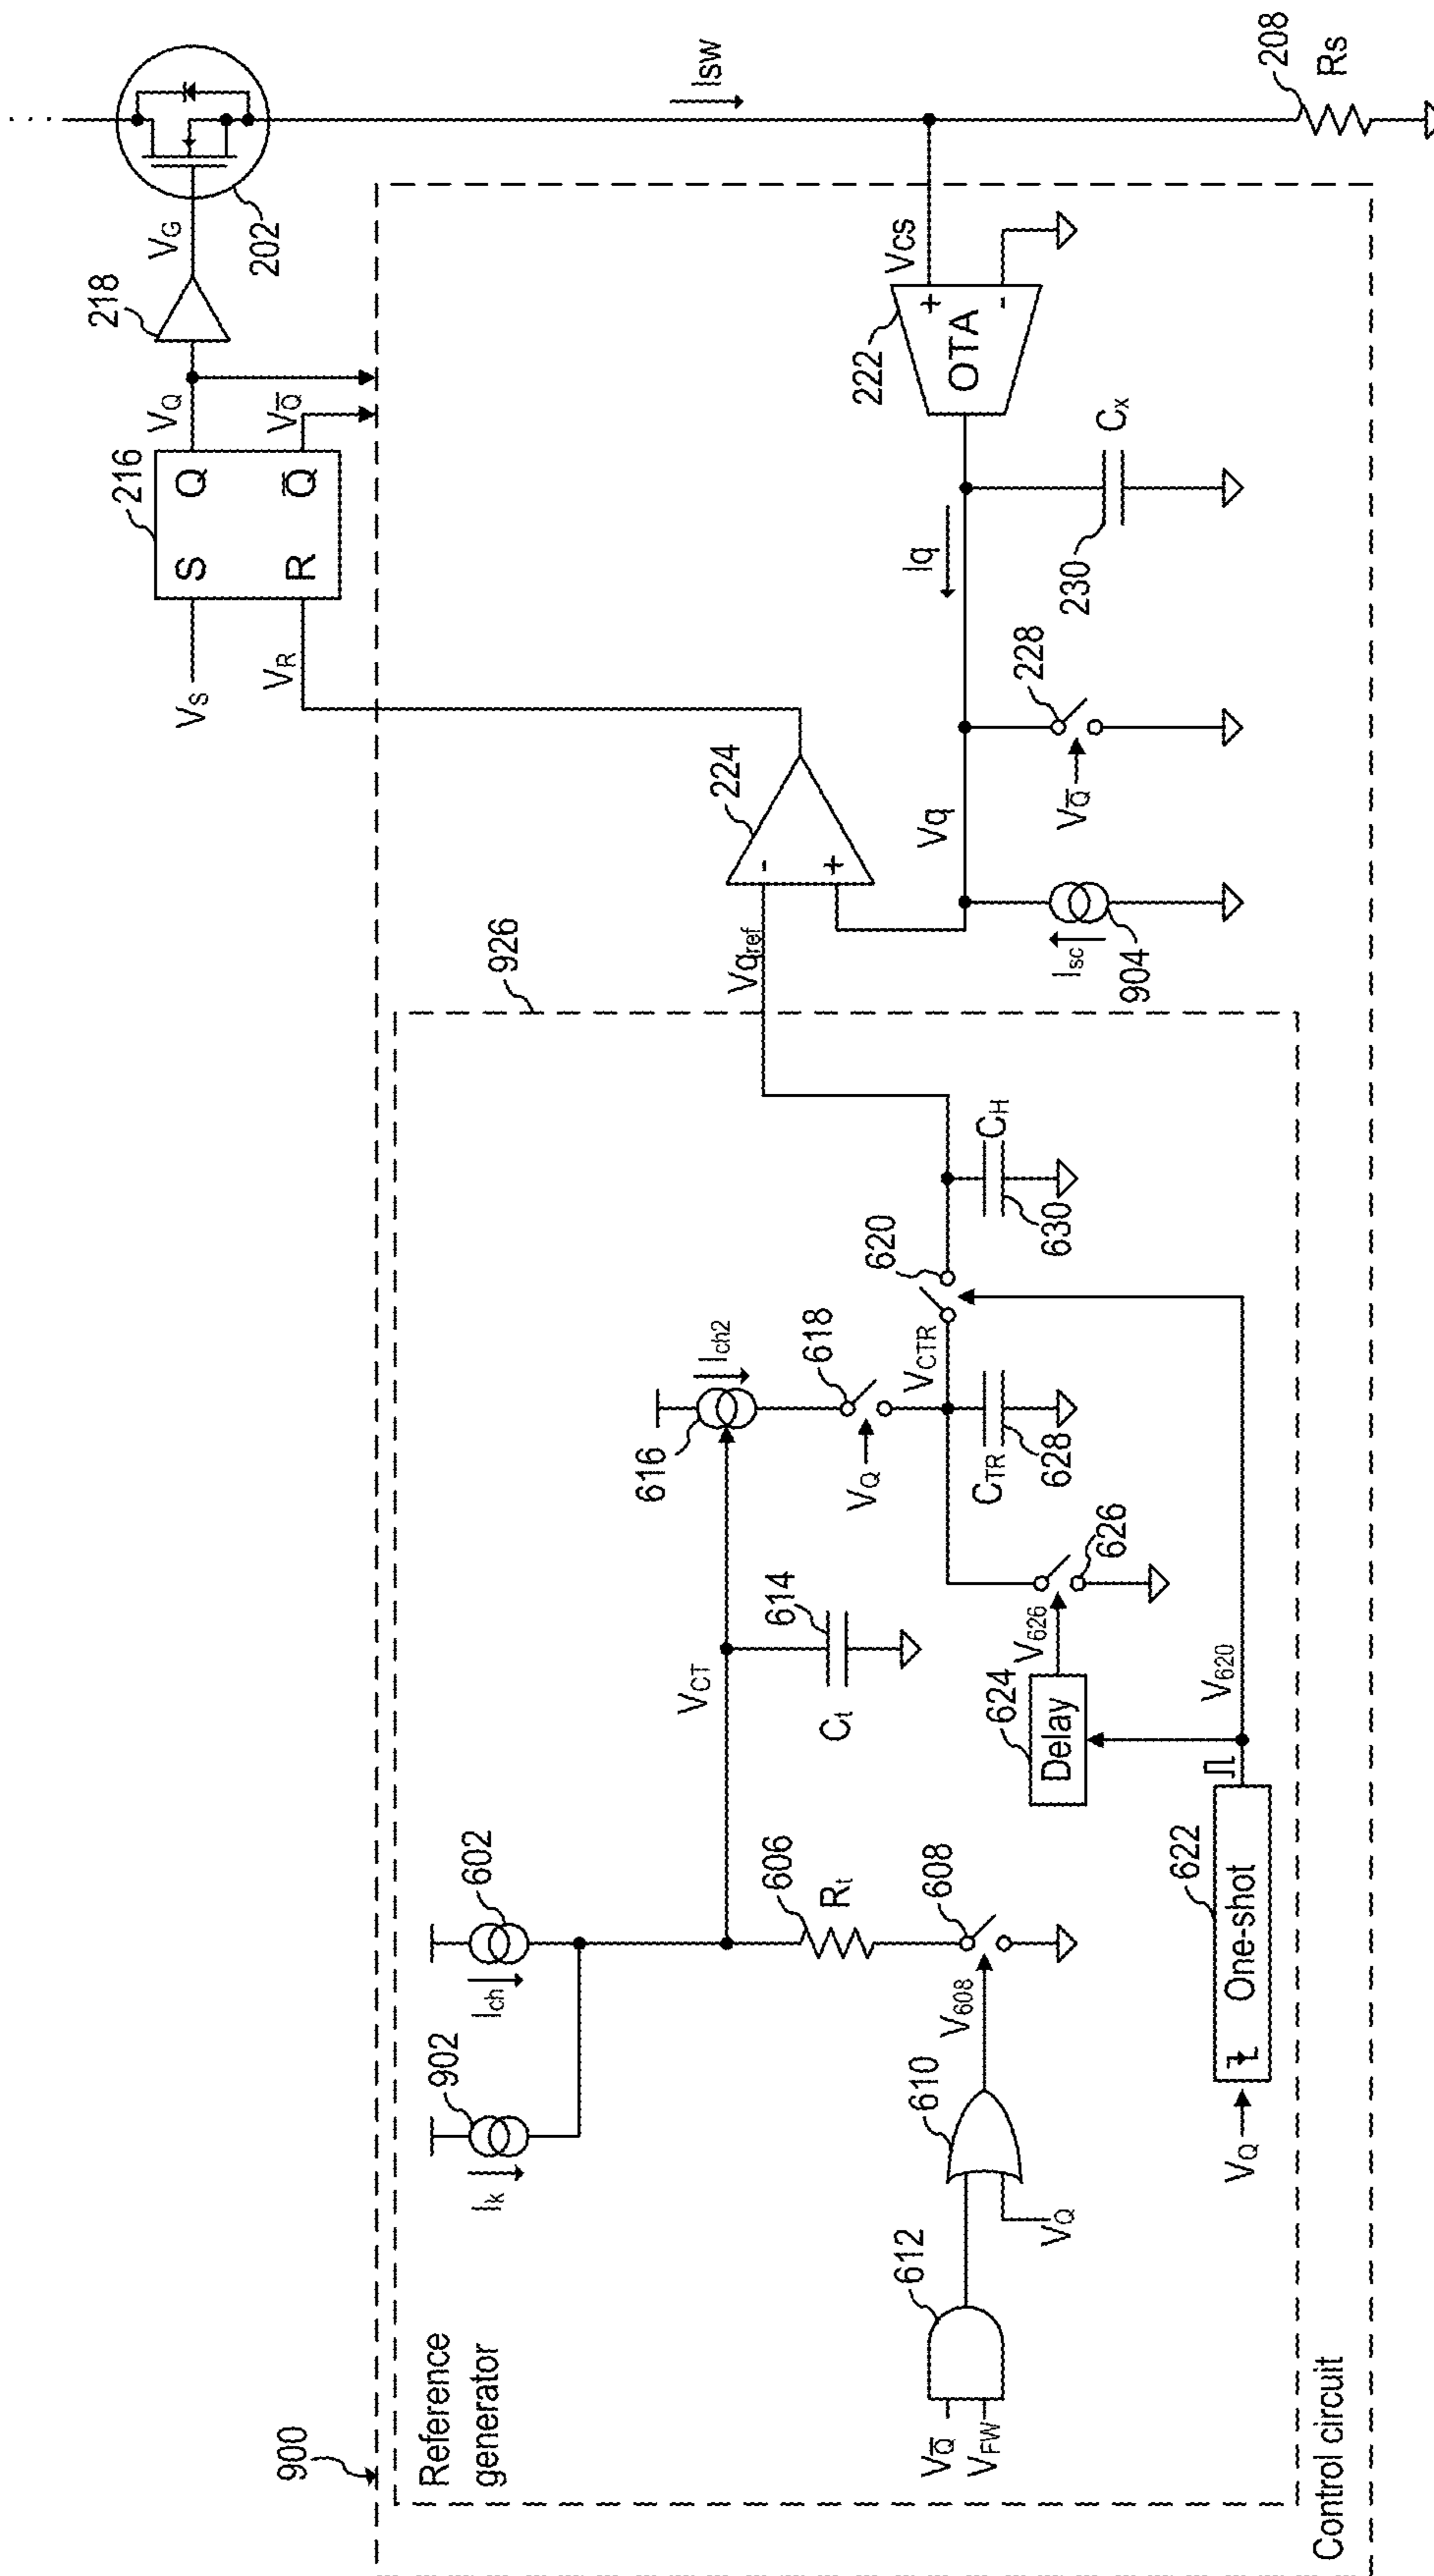 900
Reference
generator
Control circuit
926
902
Ik
602
Ich
VCT
606
Rt
608
V608
610
612
VQ̅
VFW
VQ
614
Ct
616
Ich2
618
VQ
VCTR
CTR
628
620
CH
630
626
V626
624
Delay
V620
622
One-shot
VQ
Vqref
224
-
+
Vq
Isc
904
228
VQ̅
Iq
230
Cx
222
OTA
+
-
Vcs
VS
VR
216
S
Q
R
Q̅
VQ
VQ̅
218
VG
202
Isw
208
Rs